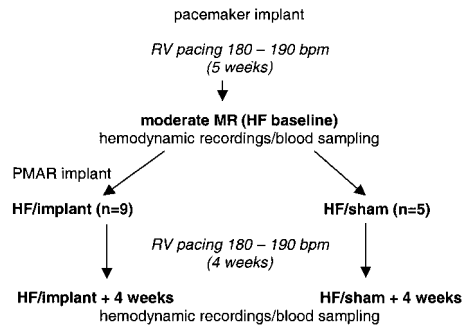 pacemaker implant
RV pacing 180 – 190 bpm
(5 weeks)
moderate MR (HF baseline)
hemodynamic recordings/blood sampling
PMAR implant
HF/implant (n=9)
HF/sham (n=5)
RV pacing 180 – 190 bpm
(4 weeks)
HF/implant + 4 weeks
HF/sham + 4 weeks
hemodynamic recordings/blood sampling